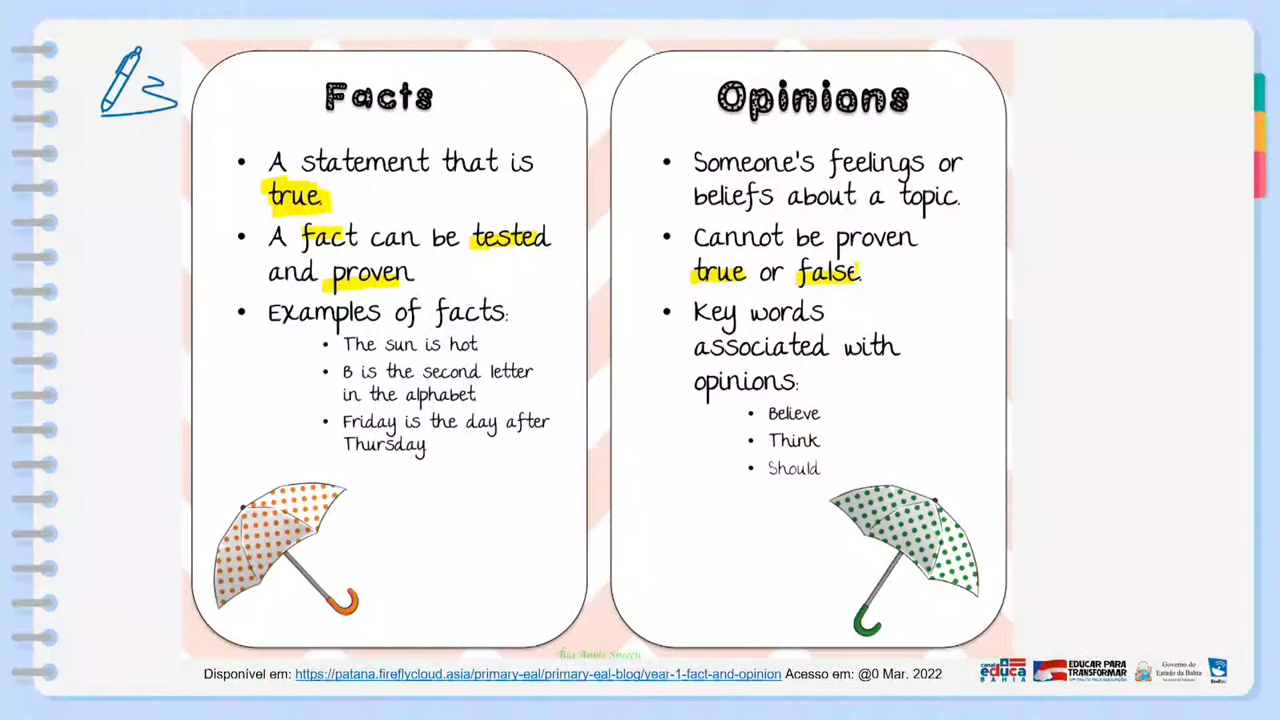 Facts
• A statement that is
true.
• A fact can be tested
and proven
• Examples of facts:
• The sun is hot
• B is the second letter
in the alphabet
• Friday is the day after
Thursday
Opinions
• Someone's feelings or
beliefs about a topic.
• Cannot be proven
true or false.
• Key words
associated with
opinions:
• Believe
• Think
• Should
Disponível em: https://patana.fireflycloud.asia/primary-eal/primary-eal-blog/year-1-fact-and-opinion Acesso em: @0 Mar. 2022
canal
educa
BAHIA
EDUCAR PARA
TRANSFORMAR
Governo do
Estado da Bahia